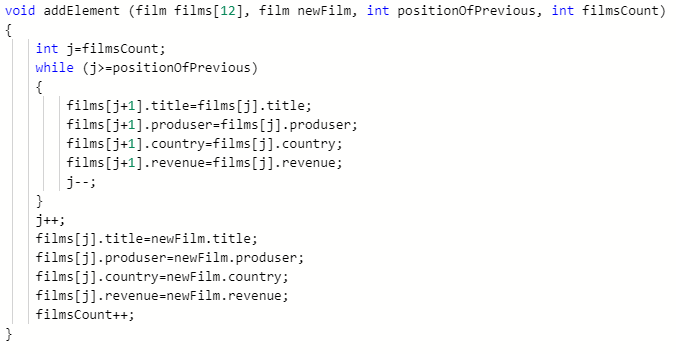 void addElement (film films[12], film newFilm, int positionOfPrevious, int filmsCount)
{
    int j=filmsCount;
    while (j>=positionOfPrevious)
    {
        films[j+1].title=films[j].title;
        films[j+1].produser=films[j].produser;
        films[j+1].country=films[j].country;
        films[j+1].revenue=films[j].revenue;
        j--;
    }
    j++;
    films[j].title=newFilm.title;
    films[j].produser=newFilm.produser;
    films[j].country=newFilm.country;
    films[j].revenue=newFilm.revenue;
    filmsCount++;
}